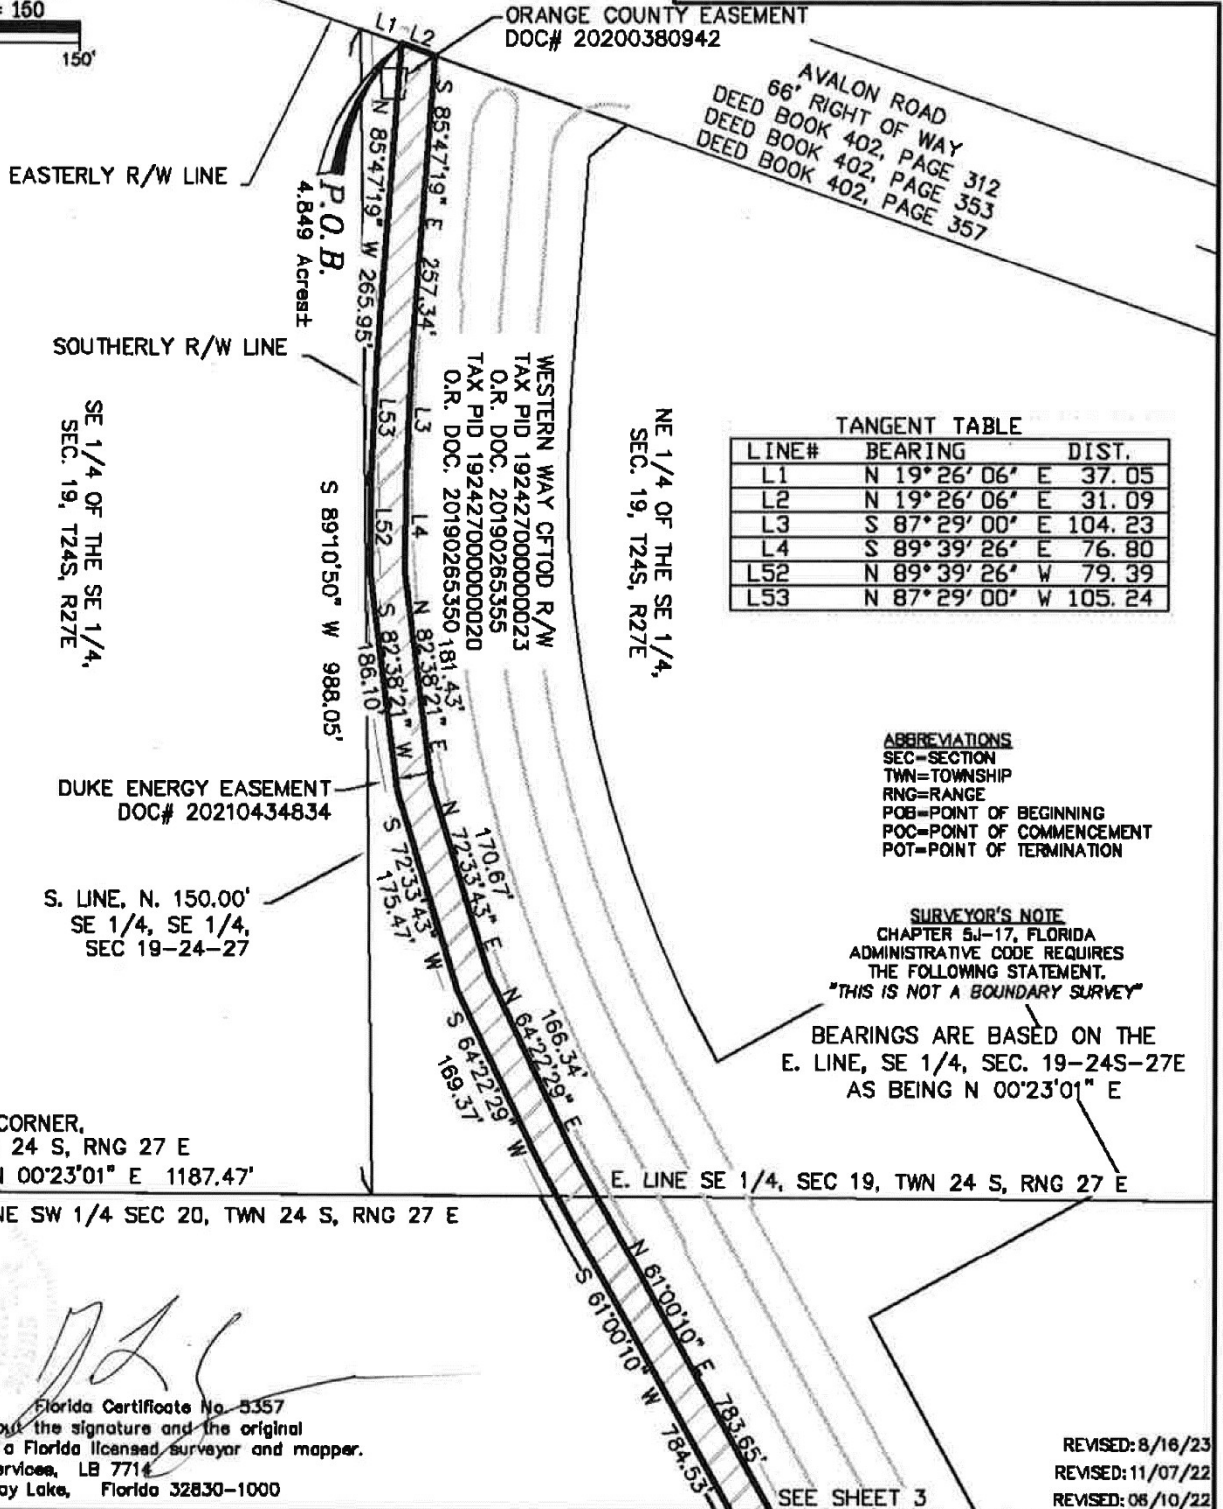 = 150
150'
L1
L2
ORANGE COUNTY EASEMENT
DOC# 20200380942
AVALON ROAD
66' RIGHT OF WAY
DEED BOOK 402, PAGE 312
DEED BOOK 402, PAGE 353
DEED BOOK 402, PAGE 357
EASTERLY R/W LINE
P.O.B.
4.849 Acres±
N 85°47'19" W 265.95'
S 85°47'19" E 257.34'
SOUTHERLY R/W LINE
L53
L3
L52
L4
WESTERN WAY CFTOD R/W
TAX PID 192427000000023
O.R. DOC. 20190265355
TAX PID 192427000000020
O.R. DOC. 20190265350
NE 1/4 OF THE SE 1/4,
SEC. 19, T24S, R27E
SE 1/4 OF THE SE 1/4,
SEC. 19, T24S, R27E
S 89°10'50" W 988.05'
TANGENT TABLE
LINE# BEARING DIST.
L1 N 19°26'06" E 37.05
L2 N 19°26'06" E 31.09
L3 S 87°29'00" E 104.23
L4 S 89°39'26" E 76.80
L52 N 89°39'26" W 79.39
L53 N 87°29'00" W 105.24
181.43'
N 82°38'21" E
S 82°38'21" W
186.10'
ABBREVIATIONS
SEC=SECTION
TWN=TOWNSHIP
RNG=RANGE
POB=POINT OF BEGINNING
POC=POINT OF COMMENCEMENT
POT=POINT OF TERMINATION
DUKE ENERGY EASEMENT
DOC# 20210434834
170.67'
N 72°33'43" E
S 72°33'43" W
175.47'
S. LINE, N. 150.00'
SE 1/4, SE 1/4,
SEC 19-24-27
SURVEYOR'S NOTE
CHAPTER 5J-17, FLORIDA
ADMINISTRATIVE CODE REQUIRES
THE FOLLOWING STATEMENT.
"THIS IS NOT A BOUNDARY SURVEY"
BEARINGS ARE BASED ON THE
E. LINE, SE 1/4, SEC. 19-24S-27E
AS BEING N 00°23'01" E
166.34'
N 64°22'29" E
S 64°22'29" W
169.37'
CORNER,
24 S, RNG 27 E
N 00°23'01" E 1187.47'
E. LINE SE 1/4, SEC 19, TWN 24 S, RNG 27 E
NE SW 1/4 SEC 20, TWN 24 S, RNG 27 E
N 61°00'10" E 783.65'
S 61°00'10" W 784.53'
Florida Certificate No. 5357
out the signature and the original
a Florida licensed surveyor and mapper.
ervices, LB 7714
ay Lake, Florida 32830-1000
SEE SHEET 3
REVISED: 8/16/23
REVISED: 11/07/22
REVISED: 06/10/22